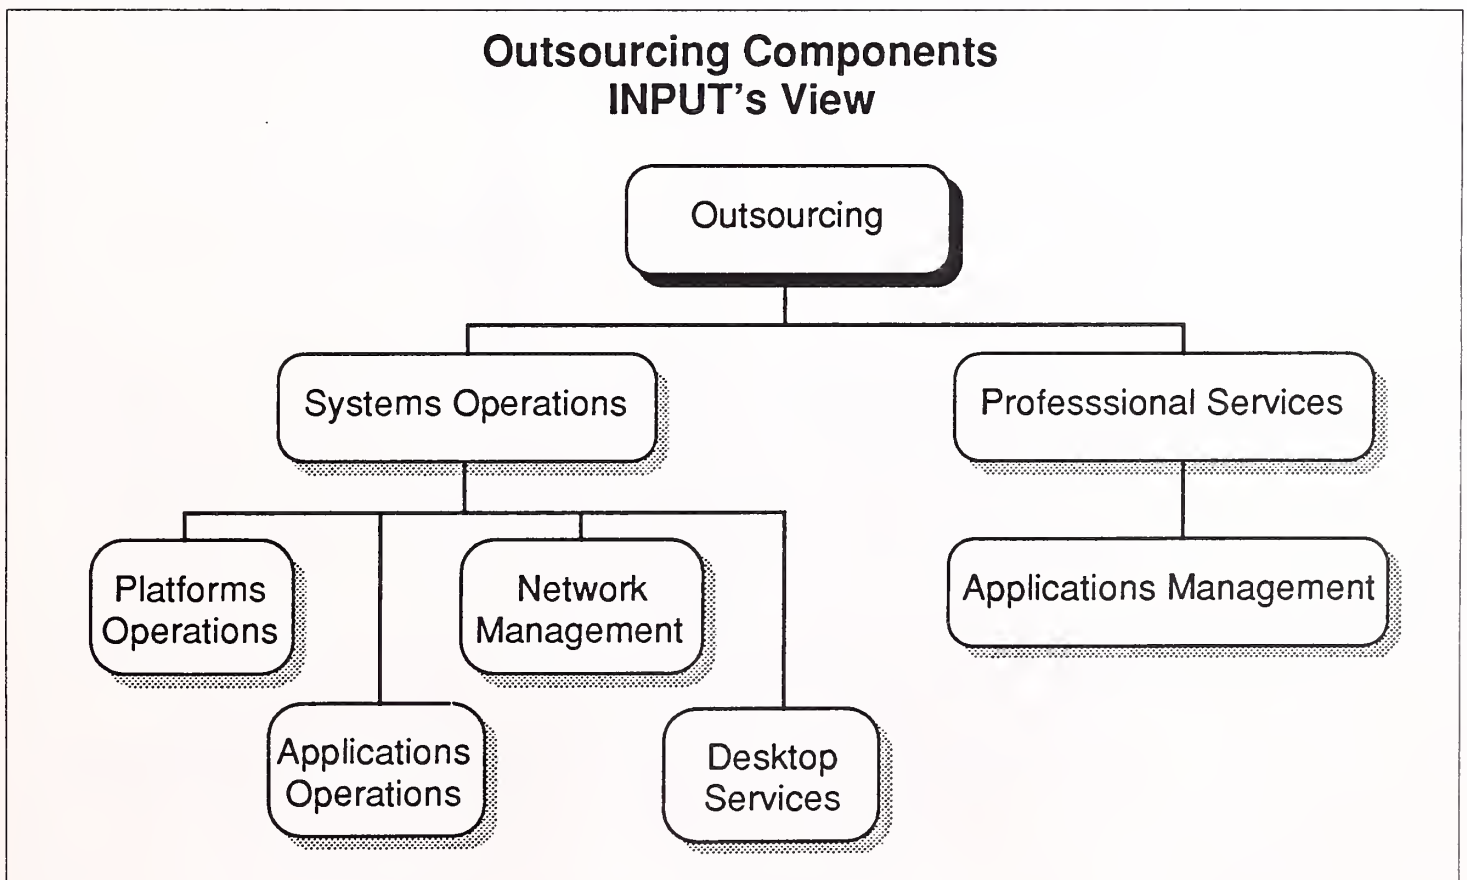 Outsourcing Components
INPUT's View
Outsourcing
Systems Operations
Professsional Services
Platforms
Operations
Network
Management
Applications Management
Applications
Operations
Desktop
Services